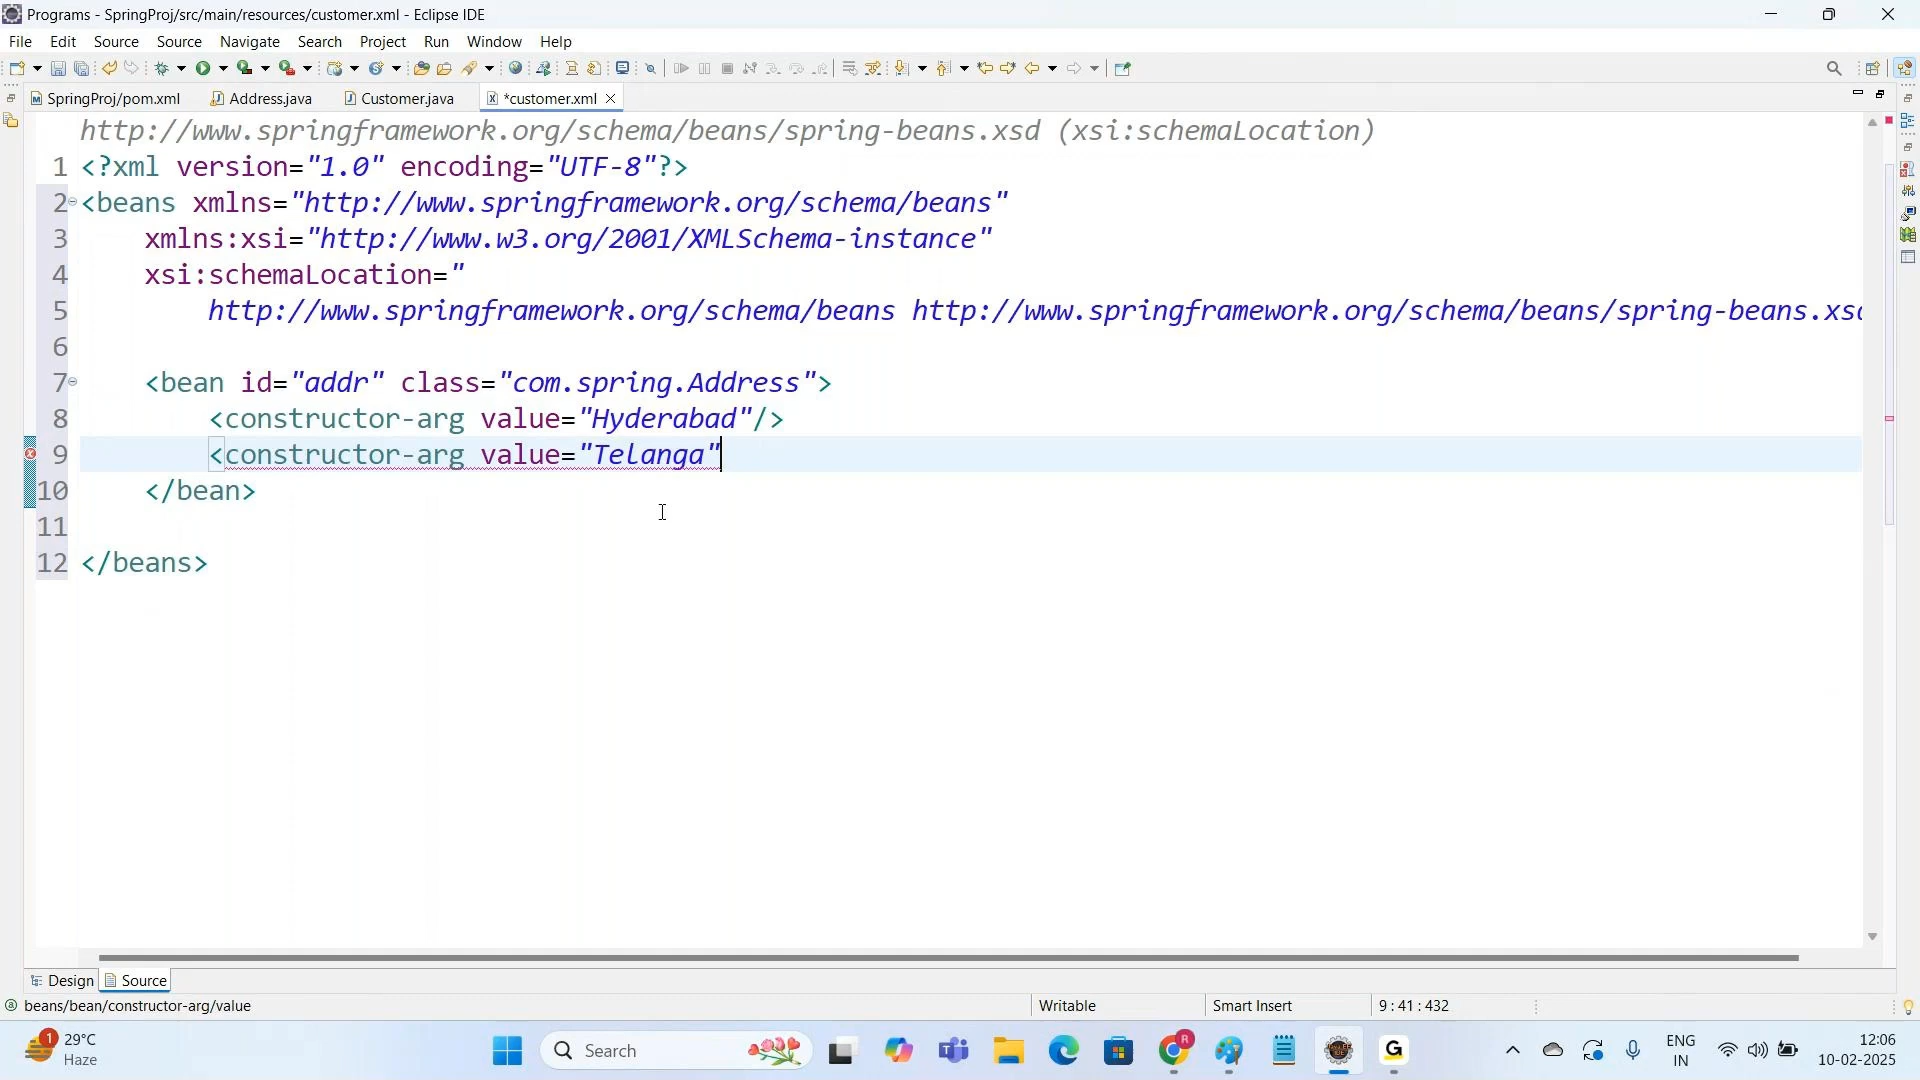 Programs - SpringProj/src/main/resources/customer.xml - Eclipse IDE
File Edit Source Source Navigate Search Project Run Window Help
SpringProj/pom.xml Address.java Customer.java *customer.xml
http://www.springframework.org/schema/beans/spring-beans.xsd (xsi:schemaLocation)
1 <?xml version="1.0" encoding="UTF-8"?>
2 <beans xmlns="http://www.springframework.org/schema/beans"
3 xmlns:xsi="http://www.w3.org/2001/XMLSchema-instance"
4 xsi:schemaLocation="
5 http://www.springframework.org/schema/beans http://www.springframework.org/schema/beans/spring-beans.xsd
6
7 <bean id="addr" class="com.spring.Address">
8 <constructor-arg value="Hyderabad"/>
9 <constructor-arg value="Telanga"
10 </bean>
11
12 </beans>
Design Source
beans/bean/constructor-arg/value Writable Smart Insert 9 : 41 : 432
1 29°C
Haze
Search
R
G
ENG
IN
12:06
10-02-2025